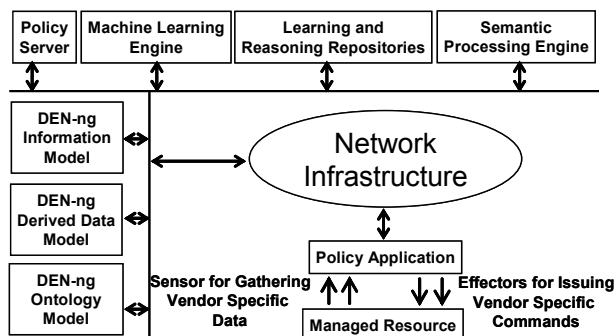 Policy
Server
Machine Learning
Engine
Learning and
Reasoning Repositories
Semantic
Processing Engine
DEN-ng
Information
Model
DEN-ng
Derived Data
Model
DEN-ng
Ontology
Model
Network
Infrastructure
Policy Application
Sensor for Gathering
Vendor Specific
Data
Effectors for Issuing
Vendor Specific
Commands
Managed Resource